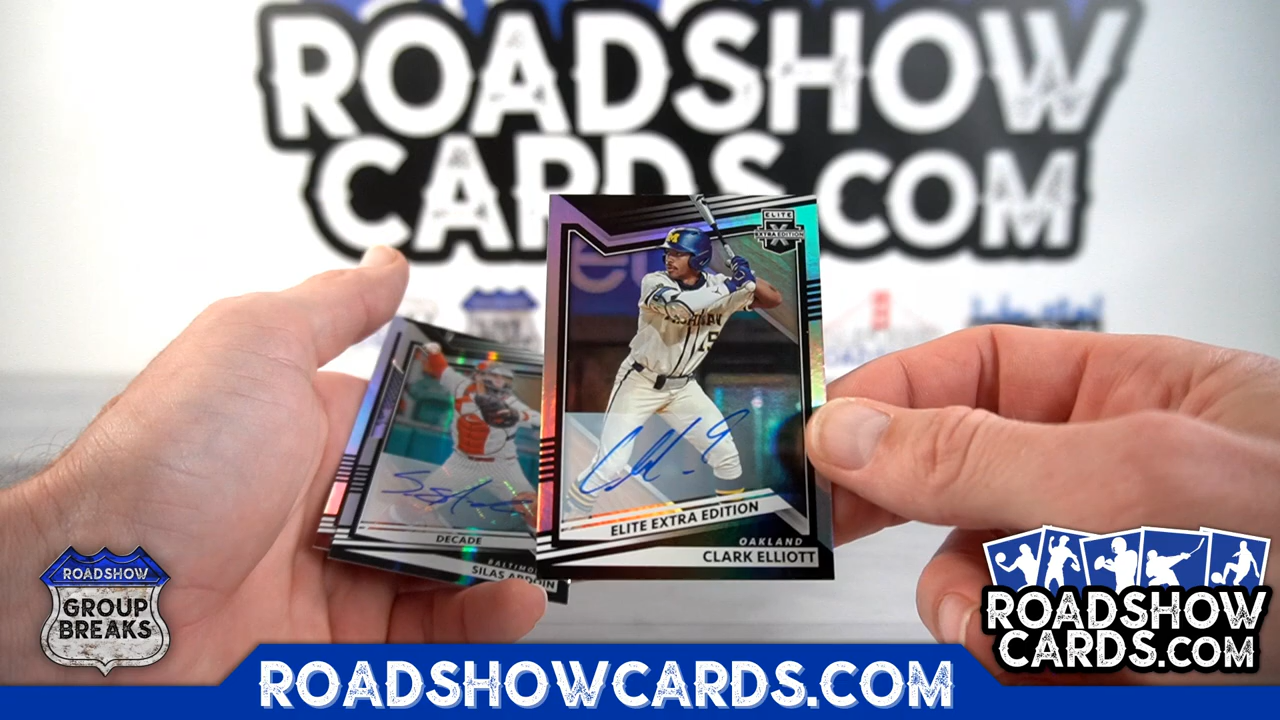 ROADSHOW
CARDS.COM
ELITE
EXTRA EDITION
M
ELITE EXTRA EDITION
OAKLAND
CLARK ELLIOTT
DECADE
SILAS ARDOIN
ROADSHOW
GROUP
BREAKS
ROADSHOW
CARDS.COM
ROADSHOWCARDS.COM